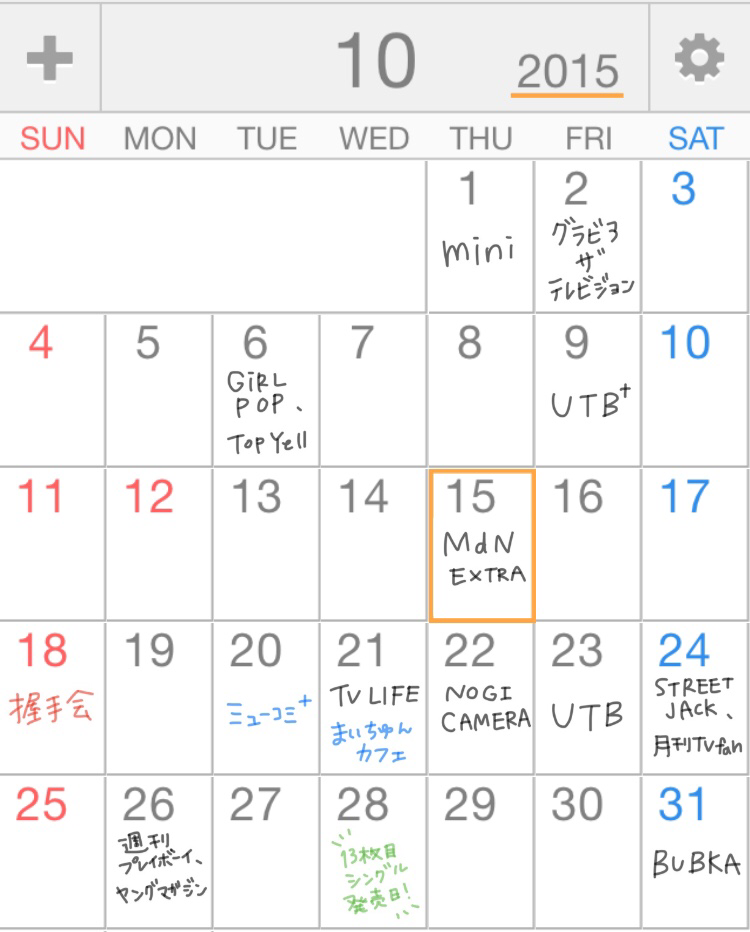 10
2015
SUN MON TUE WED THU FRI SAT
1 2 3
mini
グラビア
ザ
テレビジョン
4 5 6 7 8 9 10
GiRL
POP、
Top Yell
UTB+
11 12 13 14 15 16 17
MdN
EXTRA
18 19 20 21 22 23 24
握手会
ミューコミ+
TV LIFE
まいちゅん
カフェ
NOGI
CAMERA
UTB
STREET
JACK、
月刊TVfan
25 26 27 28 29 30 31
週刊
プレイボーイ、
ヤングマガジン
13枚目
シングル
発売日!
BUBKA